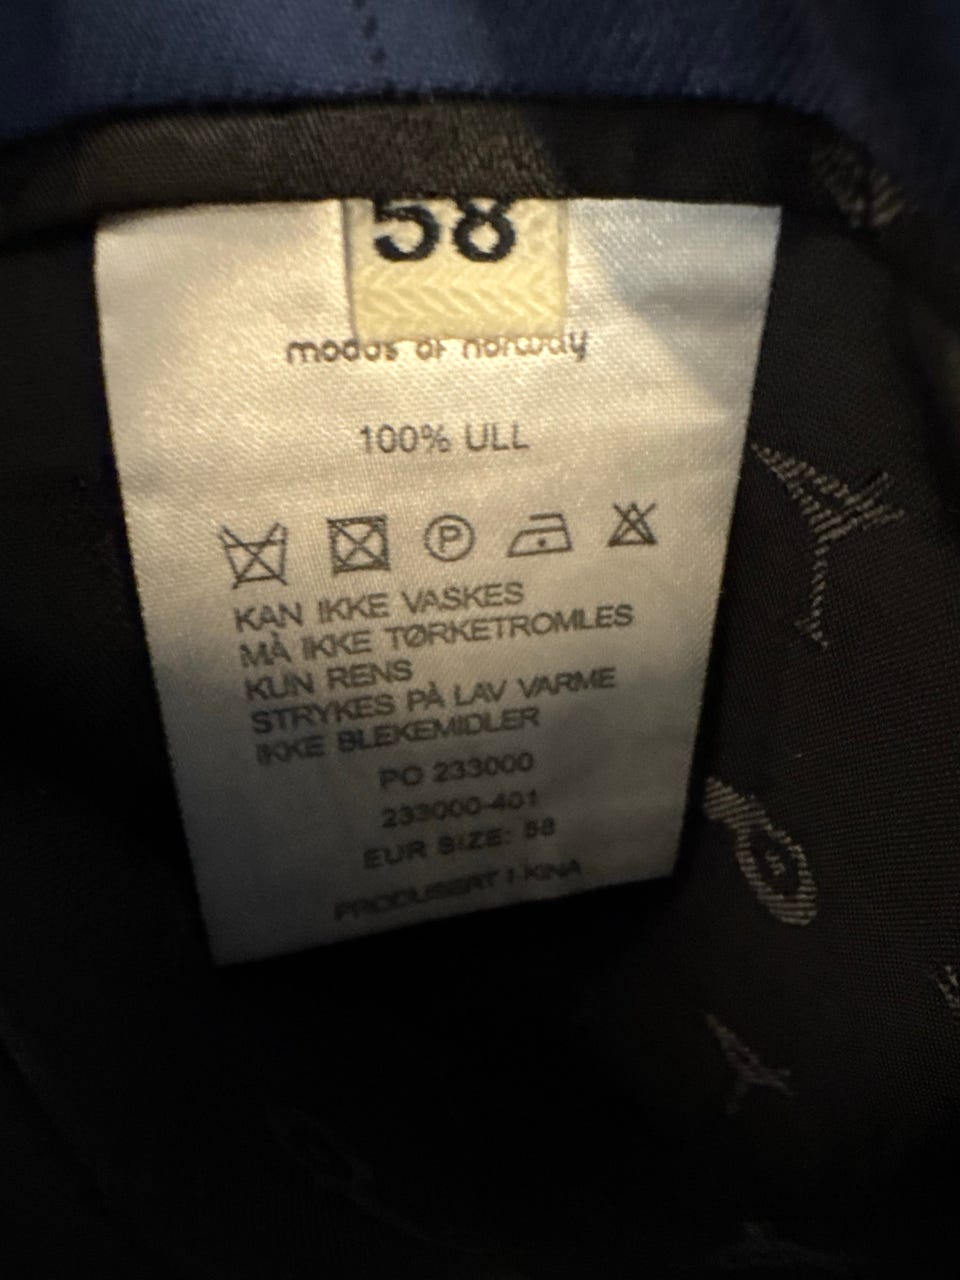 58
modus of norway
100% ULL
P
KAN IKKE VASKES
MÅ IKKE TØRKETROMLES
KUN RENS
STRYKES PÅ LAV VARME
IKKE BLEKEMIDLER
PO 233000
233000-401
EUR SIZE: 58
PRODUSERT I KINA